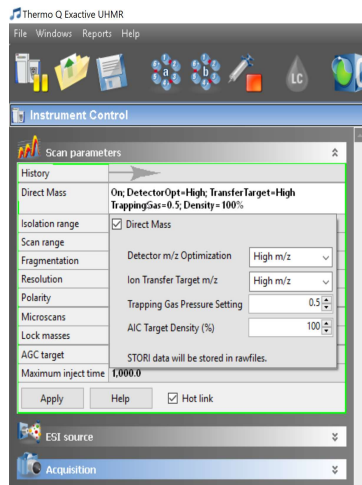 Thermo Q Exactive UHMR
File Windows Reports Help
a b LC
Instrument Control
Scan parameters
History
Direct Mass On; DetectorOpt=High; TransferTarget=High
TrappingGas=0.5; Density=100%
Isolation range Direct Mass
Scan range
Fragmentation Detector m/z Optimization High m/z
Resolution Ion Transfer Target m/z High m/z
Polarity Trapping Gas Pressure Setting 0.5
Microscans AIC Target Density (%) 100
Lock masses
AGC target STORI data will be stored in rawfiles.
Maximum inject time 1,000.0
Apply Help Hot link
ESI source
Acquisition